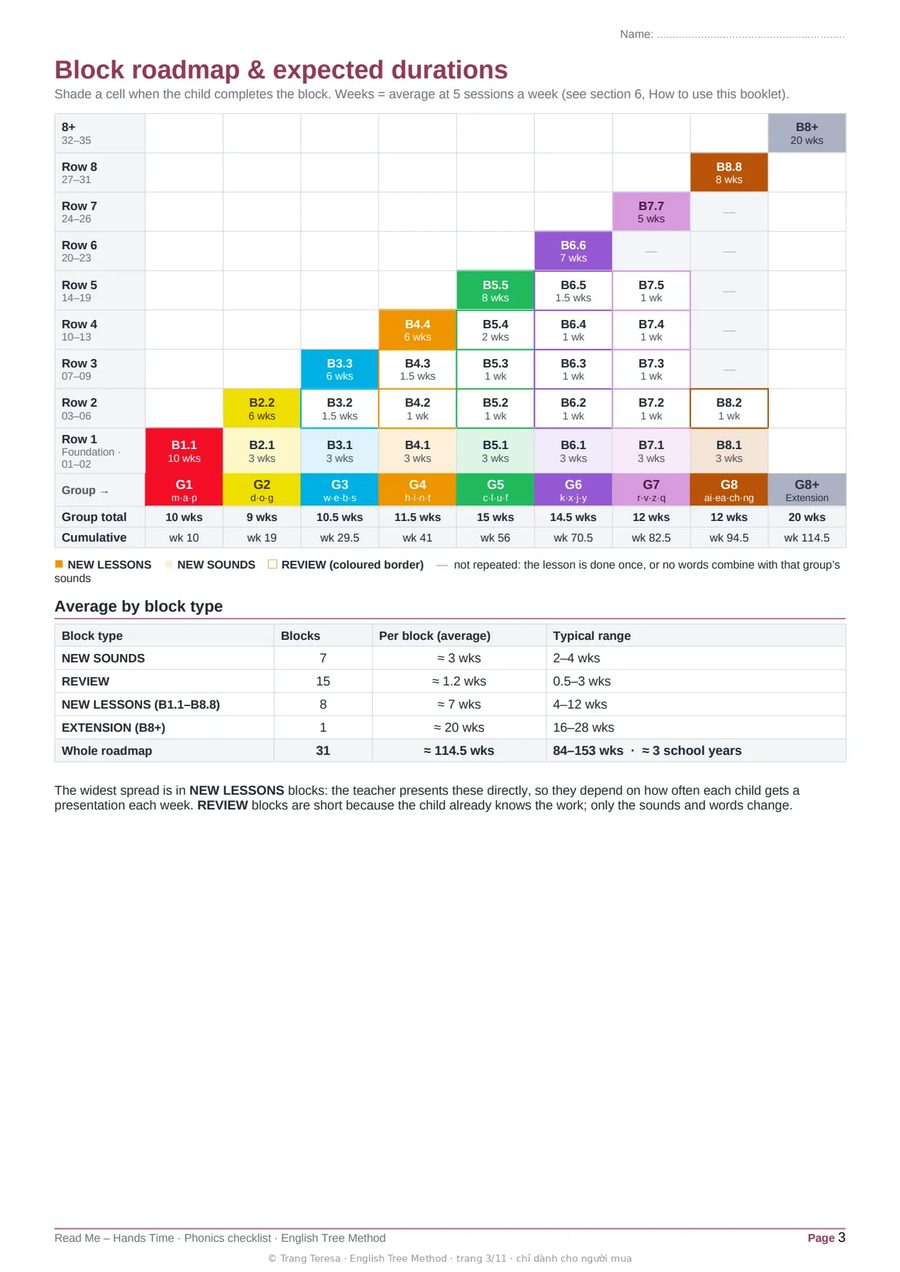 Name: ............................................................
Block roadmap & expected durations
Shade a cell when the child completes the block. Weeks = average at 5 sessions a week (see section 6, How to use this booklet).
8+
32–35
B8+
20 wks
Row 8
27–31
B8.8
8 wks
Row 7
24–26
B7.7
5 wks
—
Row 6
20–23
B6.6
7 wks
—
—
Row 5
14–19
B5.5
8 wks
B6.5
1.5 wks
B7.5
1 wk
—
Row 4
10–13
B4.4
6 wks
B5.4
2 wks
B6.4
1 wk
B7.4
1 wk
—
Row 3
07–09
B3.3
6 wks
B4.3
1.5 wks
B5.3
1 wk
B6.3
1 wk
B7.3
1 wk
—
Row 2
03–06
B2.2
6 wks
B3.2
1.5 wks
B4.2
1 wk
B5.2
1 wk
B6.2
1 wk
B7.2
1 wk
B8.2
1 wk
Row 1
Foundation ·
01–02
B1.1
10 wks
B2.1
3 wks
B3.1
3 wks
B4.1
3 wks
B5.1
3 wks
B6.1
3 wks
B7.1
3 wks
B8.1
3 wks
Group →
G1
m·a·p
G2
d·o·g
G3
w·e·b·s
G4
h·i·n·t
G5
c·l·u·f
G6
k·x·j·y
G7
r·v·z·q
G8
ai·ea·ch·ng
G8+
Extension
Group total 10 wks 9 wks 10.5 wks 11.5 wks 15 wks 14.5 wks 12 wks 12 wks 20 wks
Cumulative wk 10 wk 19 wk 29.5 wk 41 wk 56 wk 70.5 wk 82.5 wk 94.5 wk 114.5
NEW LESSONS NEW SOUNDS REVIEW (coloured border) — not repeated: the lesson is done once, or no words combine with that group's
sounds
Average by block type
Block type Blocks Per block (average) Typical range
NEW SOUNDS 7 ≈ 3 wks 2–4 wks
REVIEW 15 ≈ 1.2 wks 0.5–3 wks
NEW LESSONS (B1.1–B8.8) 8 ≈ 7 wks 4–12 wks
EXTENSION (B8+) 1 ≈ 20 wks 16–28 wks
Whole roadmap 31 ≈ 114.5 wks 84–153 wks · ≈ 3 school years
The widest spread is in NEW LESSONS blocks: the teacher presents these directly, so they depend on how often each child gets a
presentation each week. REVIEW blocks are short because the child already knows the work; only the sounds and words change.
Read Me – Hands Time · Phonics checklist · English Tree Method
Page 3
© Trang Teresa · English Tree Method · trang 3/11 · chỉ dành cho người mua